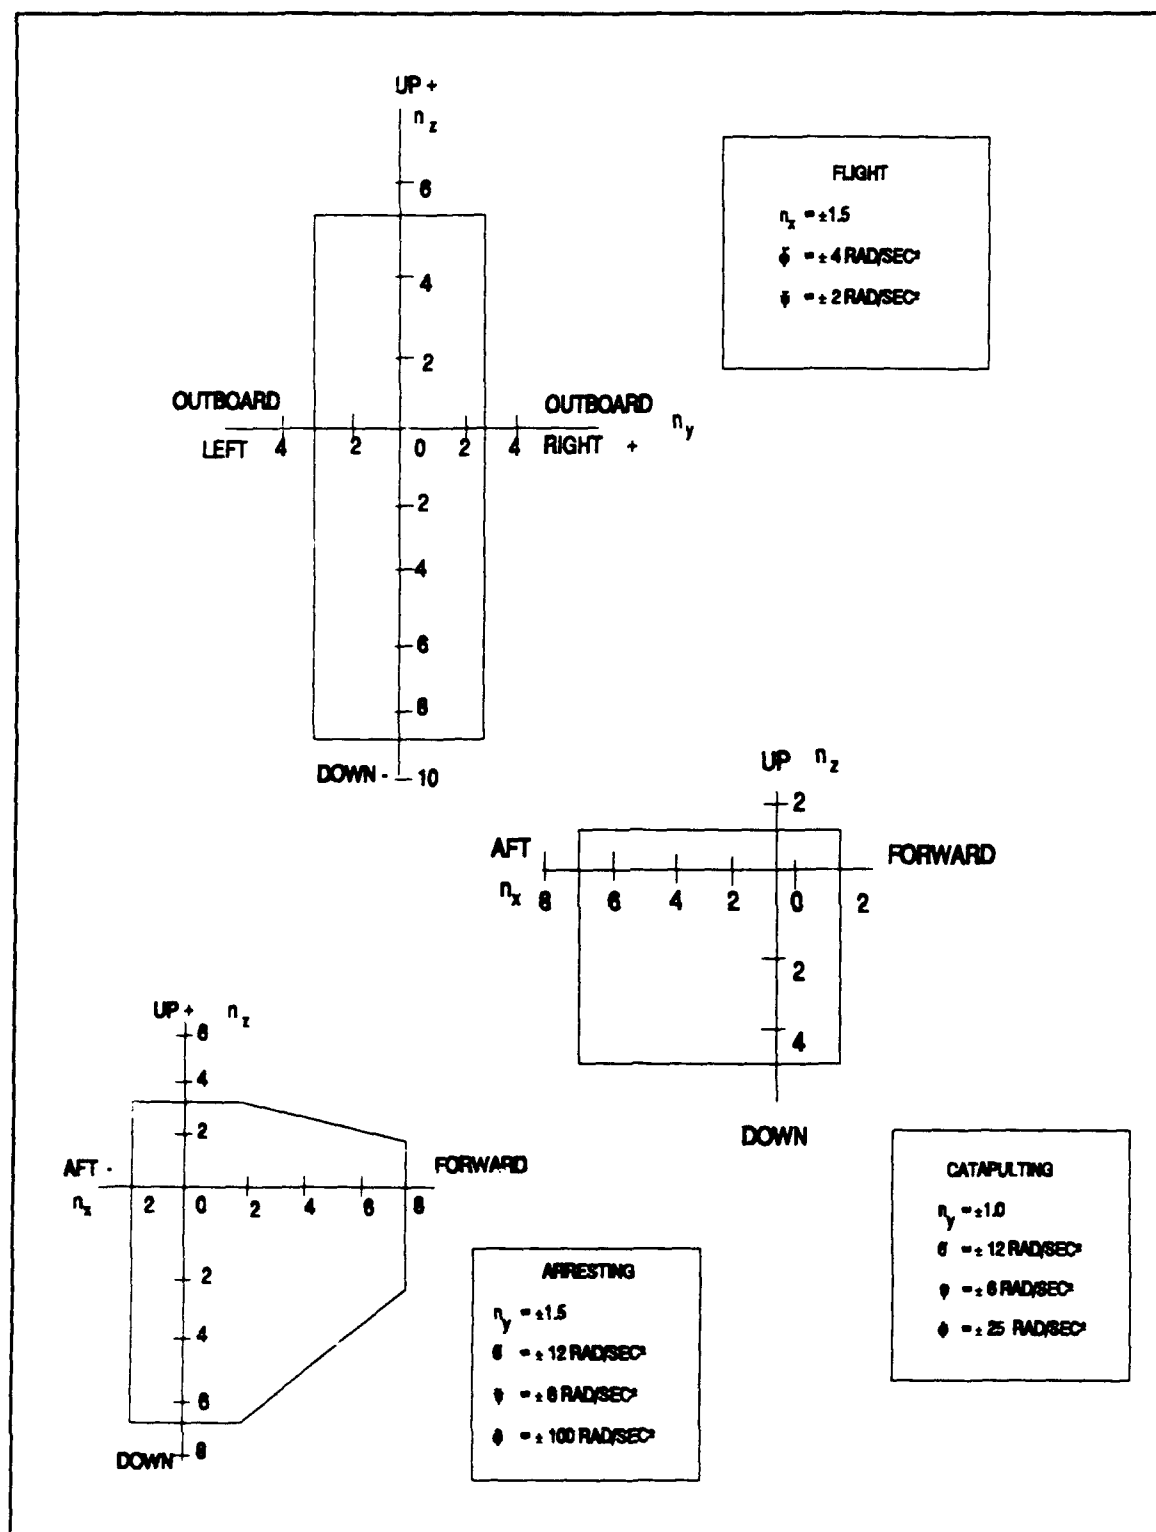 UP +
n z
6
4
2
OUTBOARD OUTBOARD n y
LEFT 4 2 0 2 4 RIGHT +
2
4
6
8
DOWN - 10
FLIGHT
n x = ±1.5
φ̈ = ± 4 RAD/SEC²
= ± 2 RAD/SEC²
UP n z
2
AFT FORWARD
n x 8 6 4 2 0 2
2
4
DOWN
UP + n z
6
4
2
AFT - FORWARD
n x 2 0 2 4 6 8
2
4
6
DOWN 8
ARRESTING
n y = ±1.5
= ± 12 RAD/SEC²
= ± 6 RAD/SEC²
= ± 100 RAD/SEC²
CATAPULTING
n y = ±1.0
= ± 12 RAD/SEC²
= ± 6 RAD/SEC²
= ± 25 RAD/SEC²